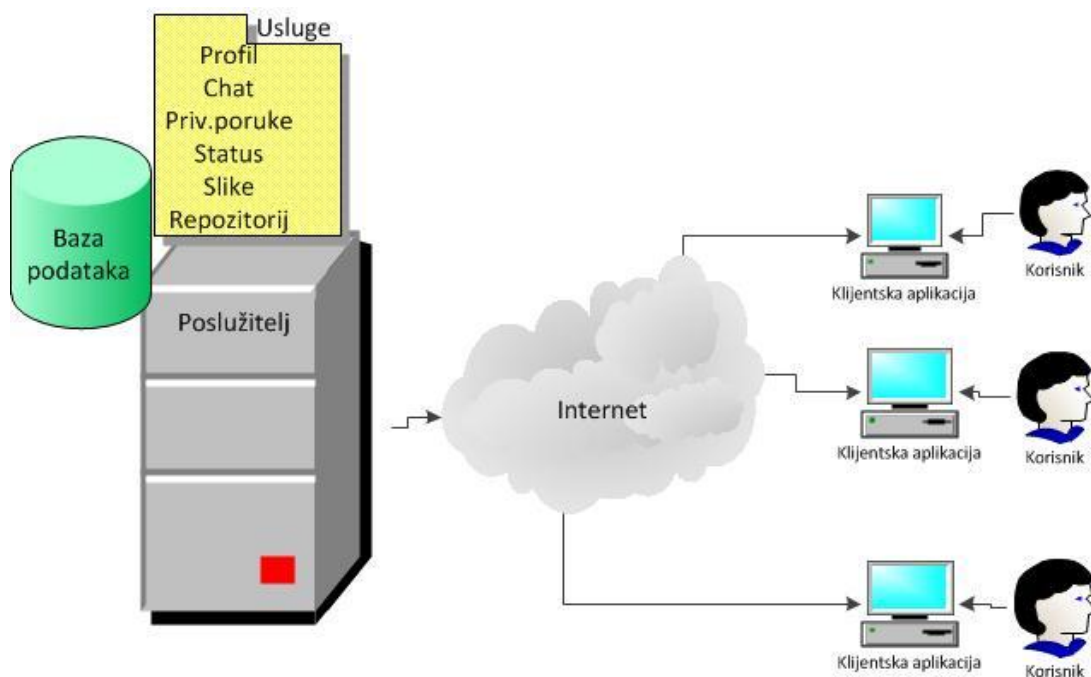 Usluge
Profil
Chat
Priv.poruke
Status
Slike
Repozitorij
Baza
podataka
Poslužitelj
Internet
Klijentska aplikacija
Korisnik
Klijentska aplikacija
Korisnik
Klijentska aplikacija
Korisnik